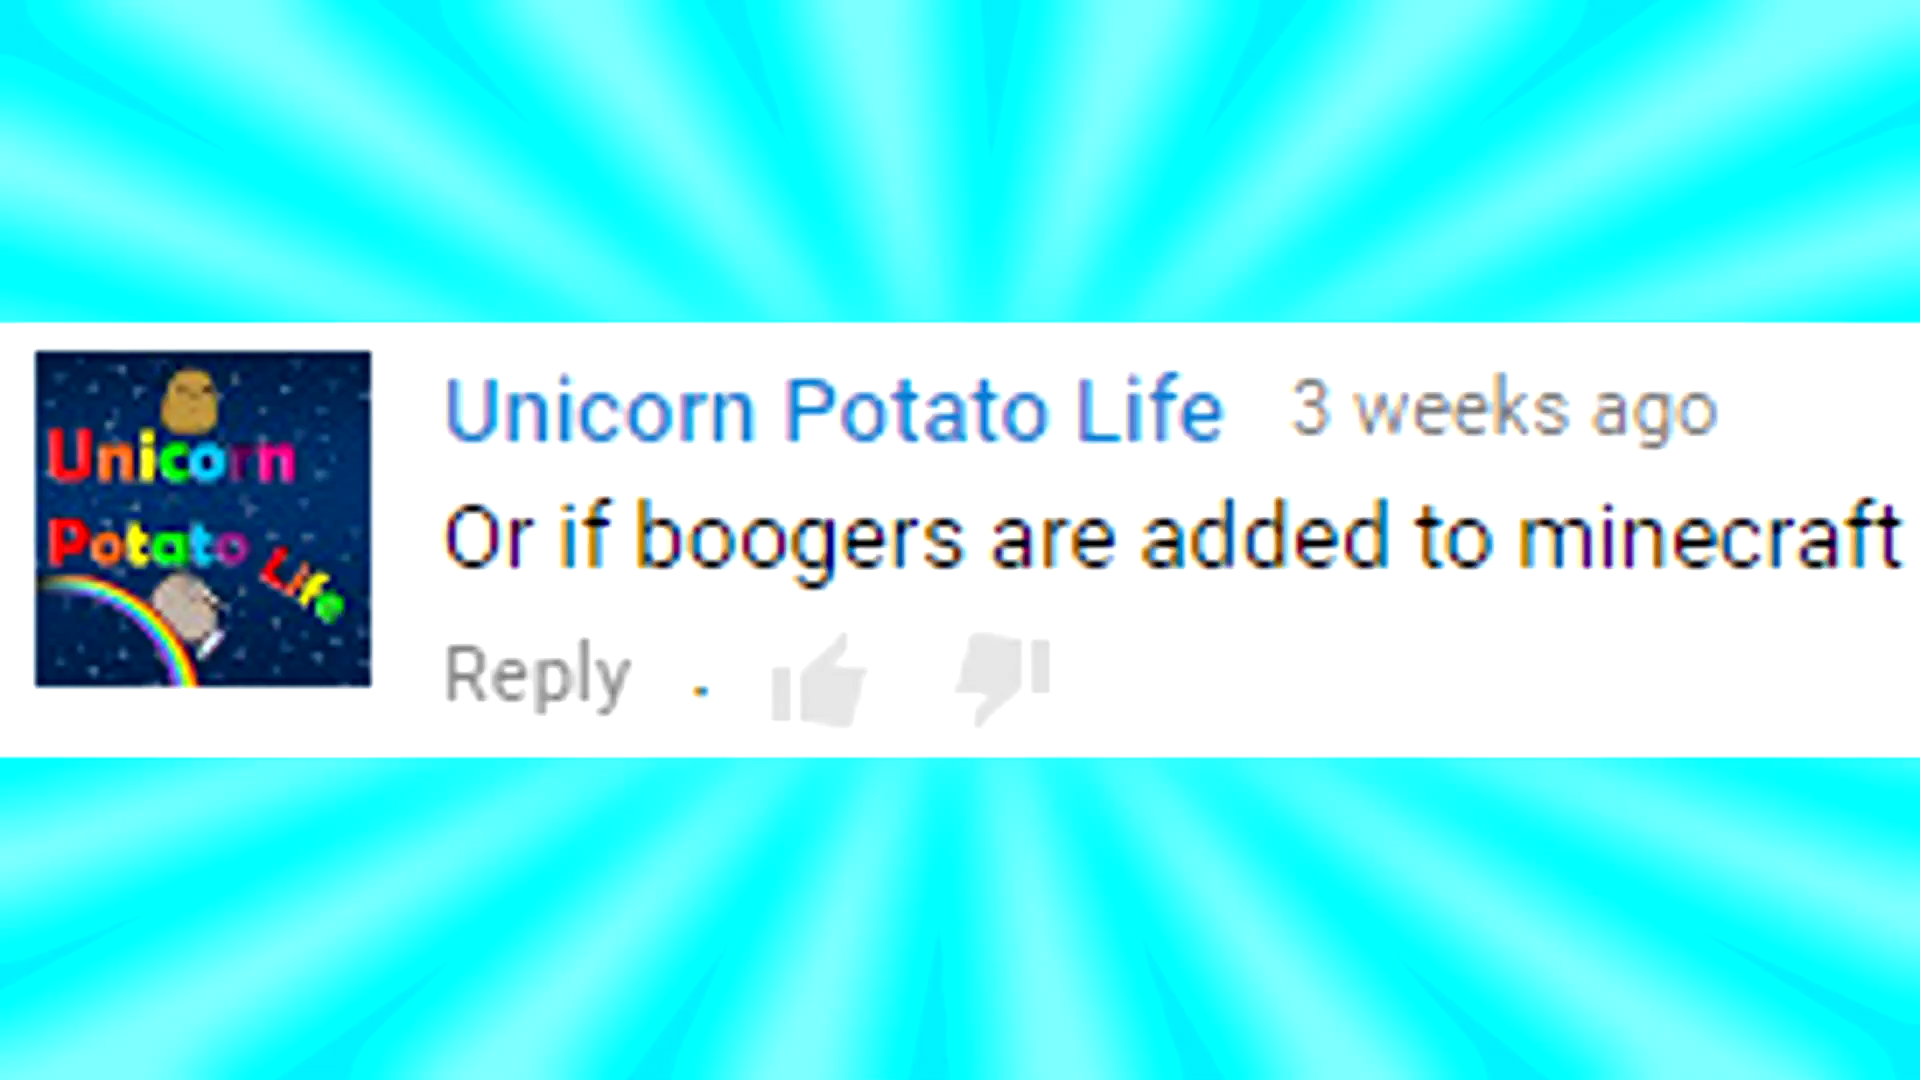 Unicorn
Potato Life
Unicorn Potato Life 3 weeks ago
Or if boogers are added to minecraft
Reply .